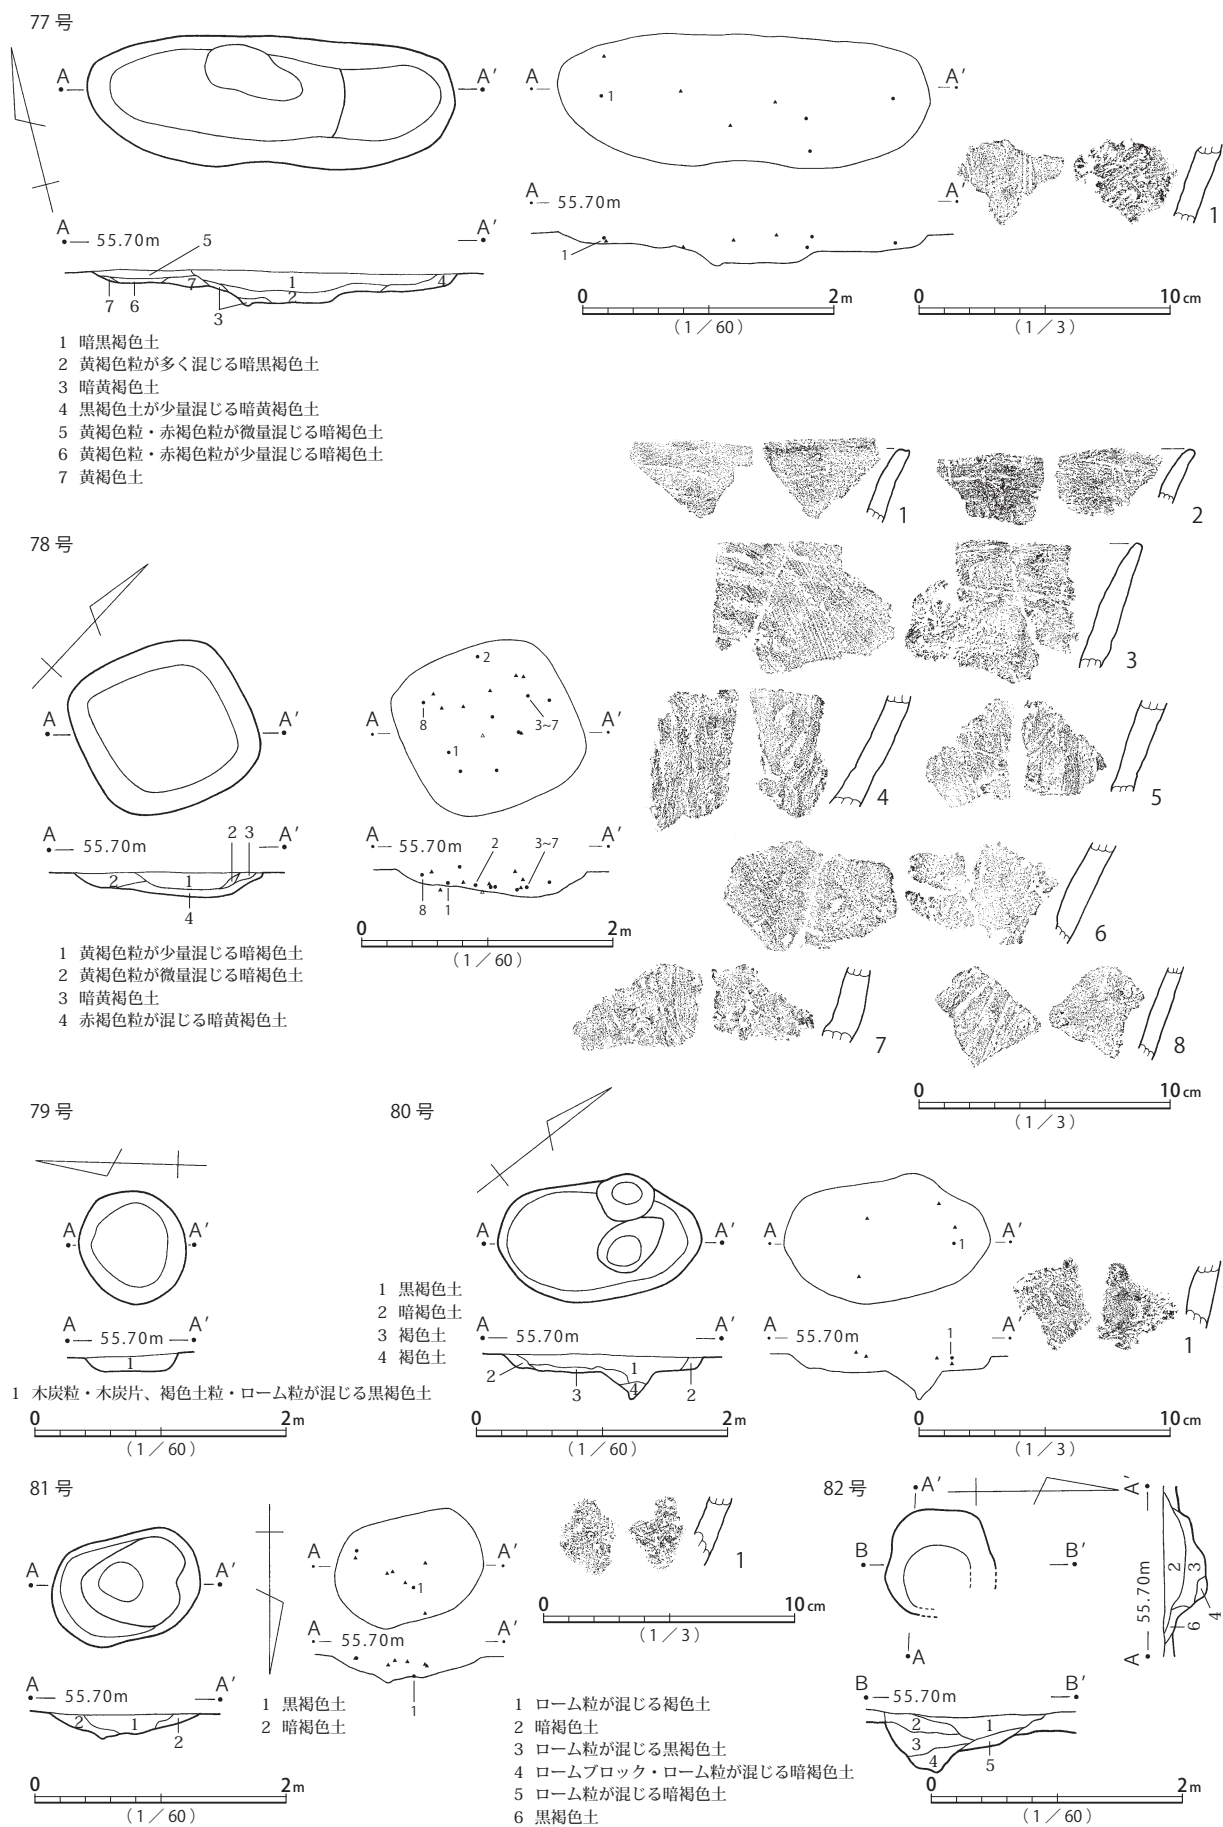 77 号
A A′ A A′
1
A 55.70m A′
1
1
A 55.70m A′
5
7 1 4
2
7 6 3
0 2m
（1／60）
0 10cm
（1／3）
1 暗黒褐色土
2 黄褐色粒が多く混じる暗黒褐色土
3 暗黄褐色土
4 黒褐色土が少量混じる暗黄褐色土
5 黄褐色粒・赤褐色粒が微量混じる暗褐色土
6 黄褐色粒・赤褐色粒が少量混じる暗褐色土
7 黄褐色土
78 号
A A′
A 2 8 3~7 1 A′
A 55.70m 2 3 A′
2 1
4
A 55.70m 2 3~7 A′
8 1
0 2m
（1／60）
1 黄褐色粒が少量混じる暗褐色土
2 黄褐色粒が微量混じる暗褐色土
3 暗黄褐色土
4 赤褐色粒が混じる暗黄褐色土
1 2
3
4 5
6
7 8
0 10cm
（1／3）
79 号
A A′
A 55.70m A′
1
1 木炭粒・木炭片、褐色土粒・ローム粒が混じる黒褐色土
0 2m
（1／60）
80 号
A A′ A A′
1
1 黒褐色土
2 暗褐色土
3 褐色土
4 褐色土
A 55.70m A′
1
2 3 4 2
A 55.70m 1 A′
1
0 2m
（1／60）
0 10cm
（1／3）
81 号
A A′ A A′
1
A 55.70m A′
1
A 55.70m A′
2 1
2
1 黒褐色土
2 暗褐色土
0 2m
（1／60）
1
0 10cm
（1／3）
82 号
A′
B B′
A
A 55.70m A′
2 3
6 4
B 55.70m B′
2 1
3
4 5
1 ローム粒が混じる褐色土
2 暗褐色土
3 ローム粒が混じる黒褐色土
4 ロームブロック・ローム粒が混じる暗褐色土
5 ローム粒が混じる暗褐色土
6 黒褐色土
0 2m
（1／60）